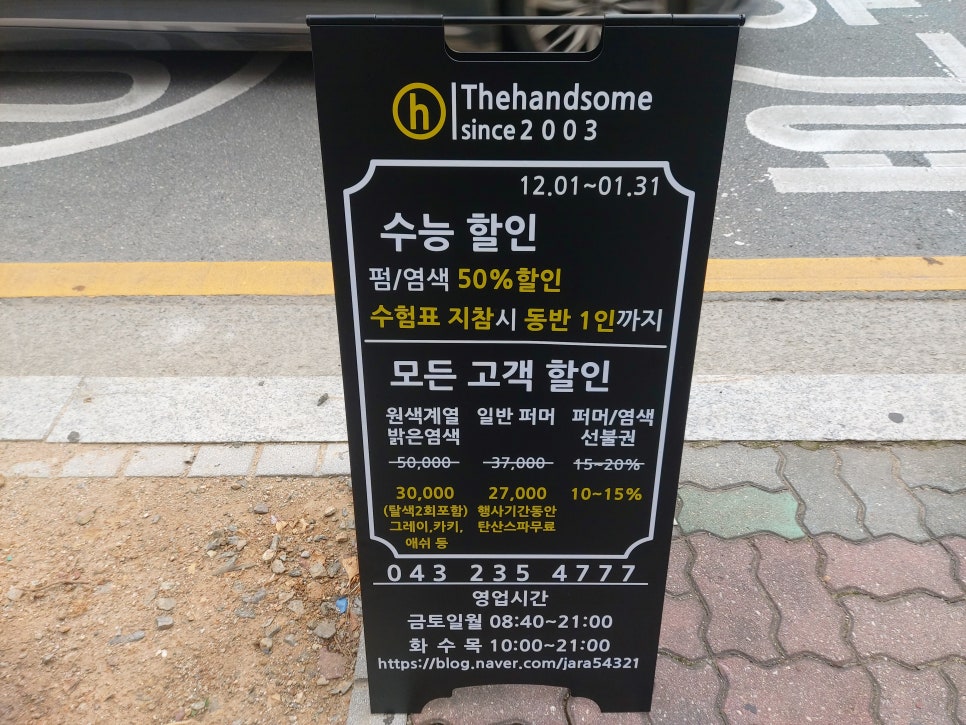 h Thehandsome
since 2003
12.01~01.31
수능 할인
펌/염색 50%할인
수험표 지참시 동반 1인까지
모든 고객 할인
원색계열 일반 퍼머 퍼머/염색
밝은염색 선불권
50,000 37,000 15~20%
30,000 27,000 10~15%
(탈색2회포함) 행사기간동안
그레이,카키, 탄산스파무료
애쉬 등
043 235 4777
영업시간
금토일월 08:40~21:00
화 수 목 10:00~21:00
https://blog.naver.com/jara54321